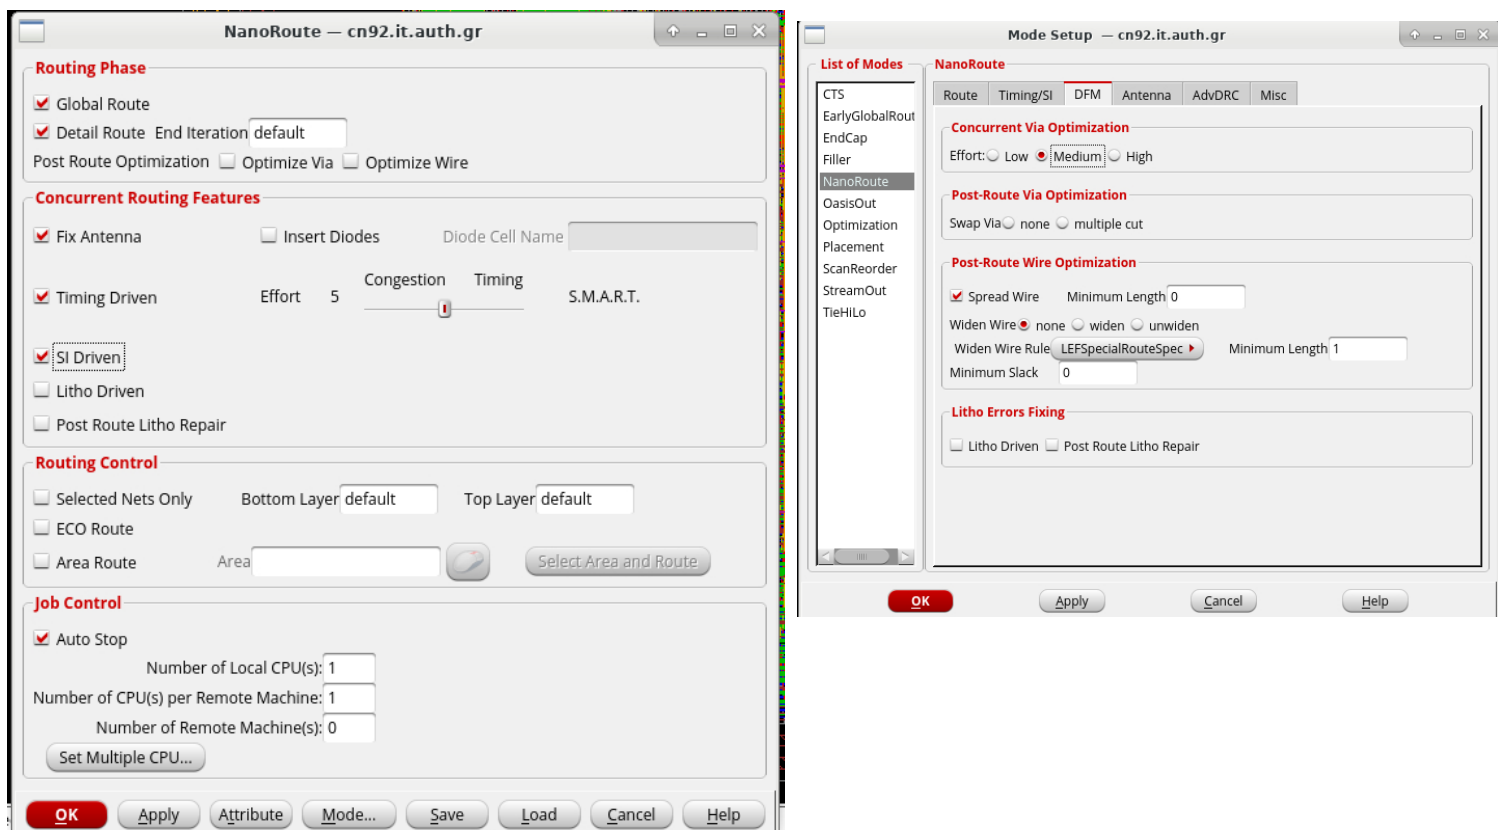 NanoRoute — cn92.it.auth.gr
Routing Phase
Global Route
Detail Route End Iteration default
Post Route Optimization Optimize Via Optimize Wire
Concurrent Routing Features
Fix Antenna Insert Diodes Diode Cell Name
Congestion Timing
Timing Driven Effort 5 S.M.A.R.T.
SI Driven
Litho Driven
Post Route Litho Repair
Routing Control
Selected Nets Only Bottom Layer default Top Layer default
ECO Route
Area Route Area Select Area and Route
Job Control
Auto Stop
Number of Local CPU(s): 1
Number of CPU(s) per Remote Machine: 1
Number of Remote Machine(s): 0
Set Multiple CPU...
OK Apply Attribute Mode... Save Load Cancel Help
Mode Setup — cn92.it.auth.gr
List of Modes
CTS
EarlyGlobalRout
EndCap
Filler
NanoRoute
OasisOut
Optimization
Placement
ScanReorder
StreamOut
TieHiLo
NanoRoute
Route Timing/SI DFM Antenna AdvDRC Misc
Concurrent Via Optimization
Effort: Low Medium High
Post-Route Via Optimization
Swap Via none multiple cut
Post-Route Wire Optimization
Spread Wire Minimum Length 0
Widen Wire none widen unwiden
Widen Wire Rule LEFSpecialRouteSpec Minimum Length 1
Minimum Slack 0
Litho Errors Fixing
Litho Driven Post Route Litho Repair
OK Apply Cancel Help